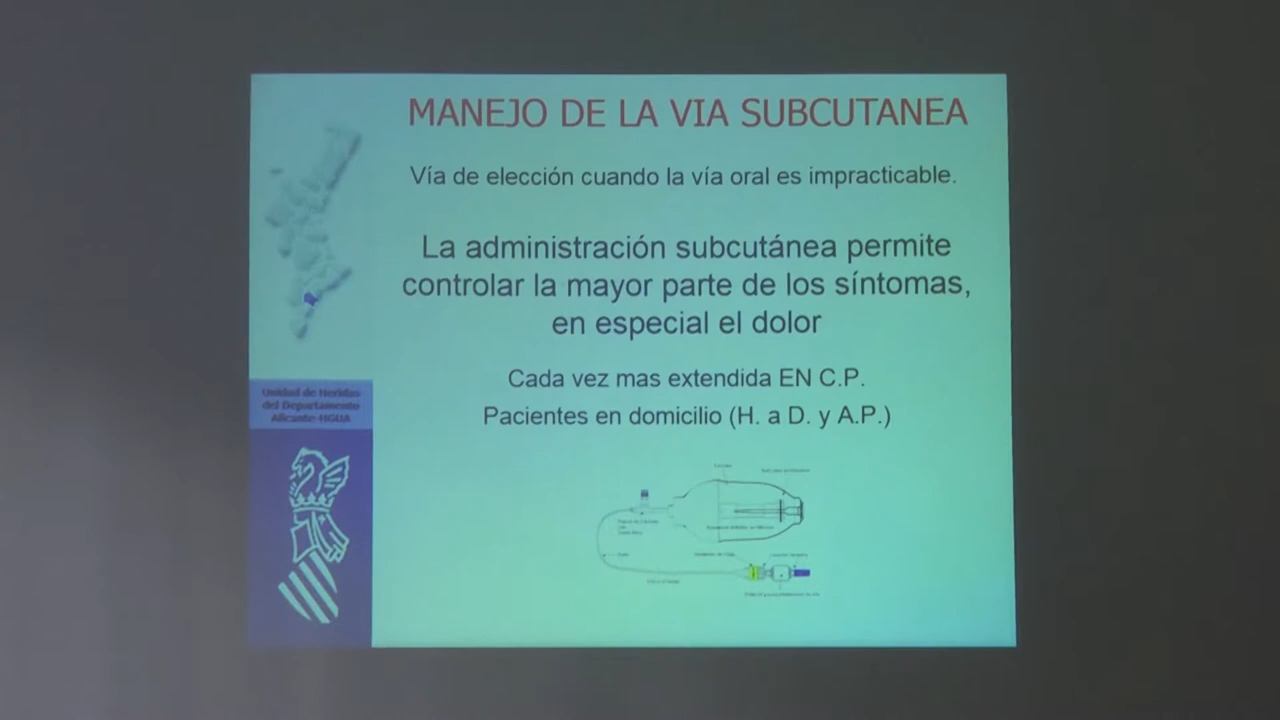 MANEJO DE LA VIA SUBCUTANEA
Vía de elección cuando la vía oral es impracticable.
La administración subcutánea permite
controlar la mayor parte de los síntomas,
en especial el dolor
Cada vez mas extendida EN C.P.
Pacientes en domicilio (H. a D. y A.P.)
Unidad de Heridas
del Departamento
Alicante-HGUA